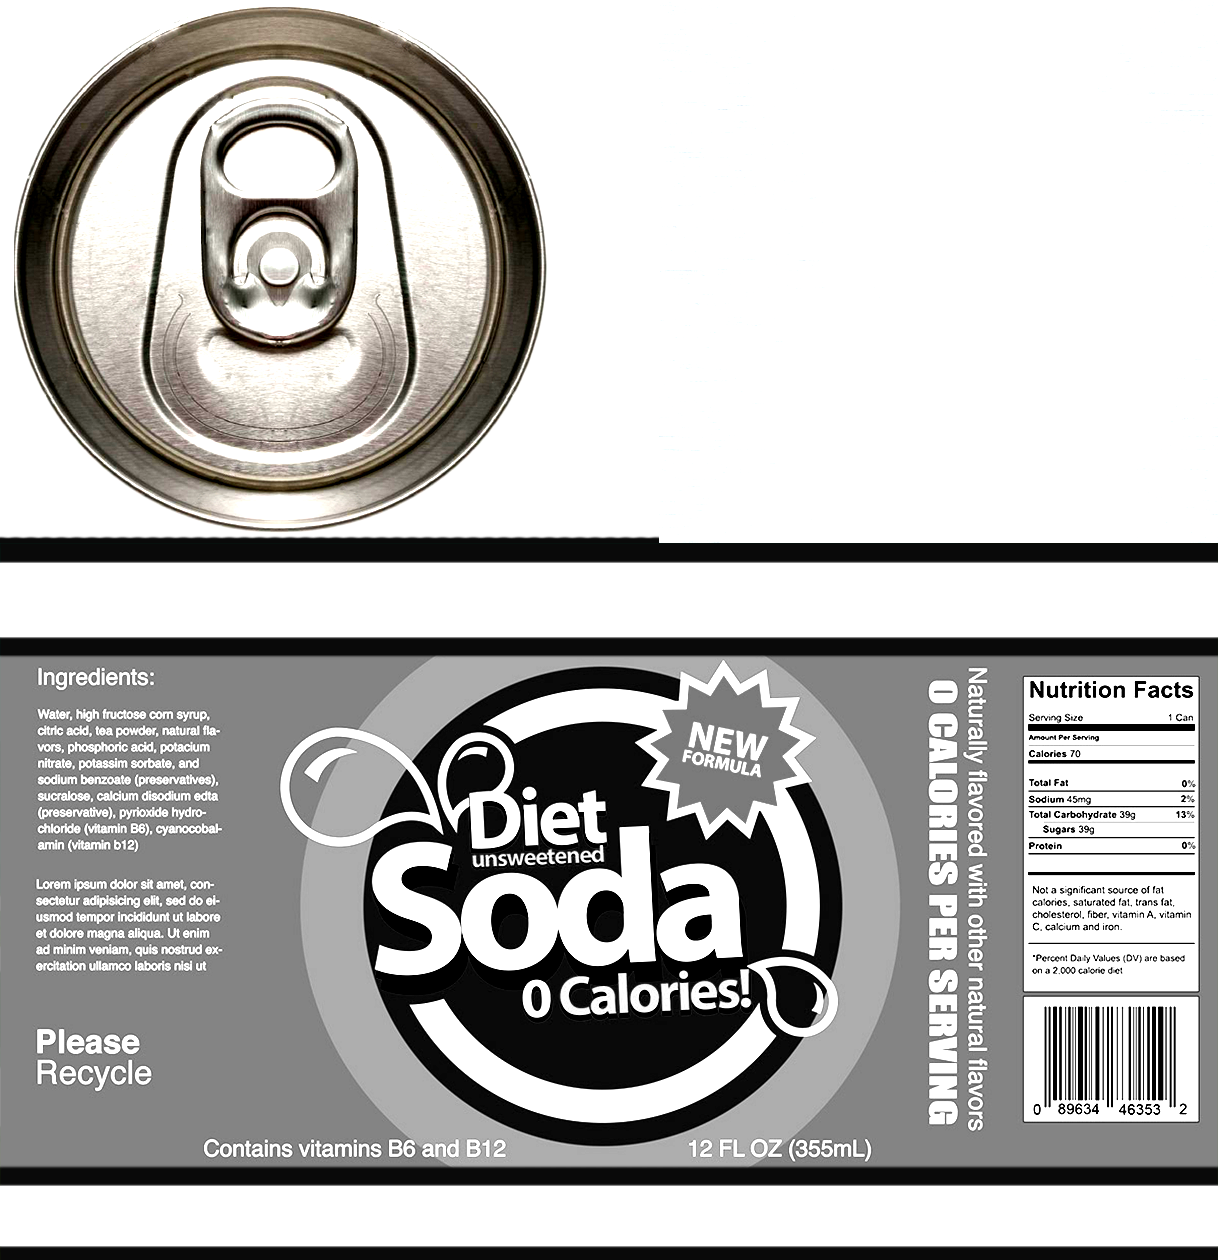 Ingredients:
Water, high fructose corn syrup,
citric acid, tea powder, natural fla-
vors, phosphoric acid, potacium
nitrate, potassim sorbate, and
sodium benzoate (preservatives),
sucralose, calcium disodium edta
(preservative), pyrioxide hydro-
chloride (vitamin B6), cyanocobal-
amin (vitamin b12)
Lorem ipsum dolor sit amet, con-
sectetur adipisicing elit, sed do ei-
usmod tempor incididunt ut labore
et dolore magna aliqua. Ut enim
ad minim veniam, quis nostrud ex-
ercitation ullamco laboris nisi ut
Please
Recycle
Contains vitamins B6 and B12
NEW
FORMULA
Diet
unsweetened
Soda
0 Calories!
12 FL OZ (355mL)
Naturally flavored with other natural flavors
0 CALORIES PER SERVING
Nutrition Facts
Serving Size 1 Can
Amount Per Serving
Calories 70
Total Fat 0%
Sodium 45mg 2%
Total Carbohydrate 39g 13%
Sugars 39g
Protein 0%
Not a significant source of fat
calories, saturated fat, trans fat,
cholesterol, fiber, vitamin A, vitamin
C, calcium and iron.
*Percent Daily Values (DV) are based
on a 2,000 calorie diet
0 89634 46353 2